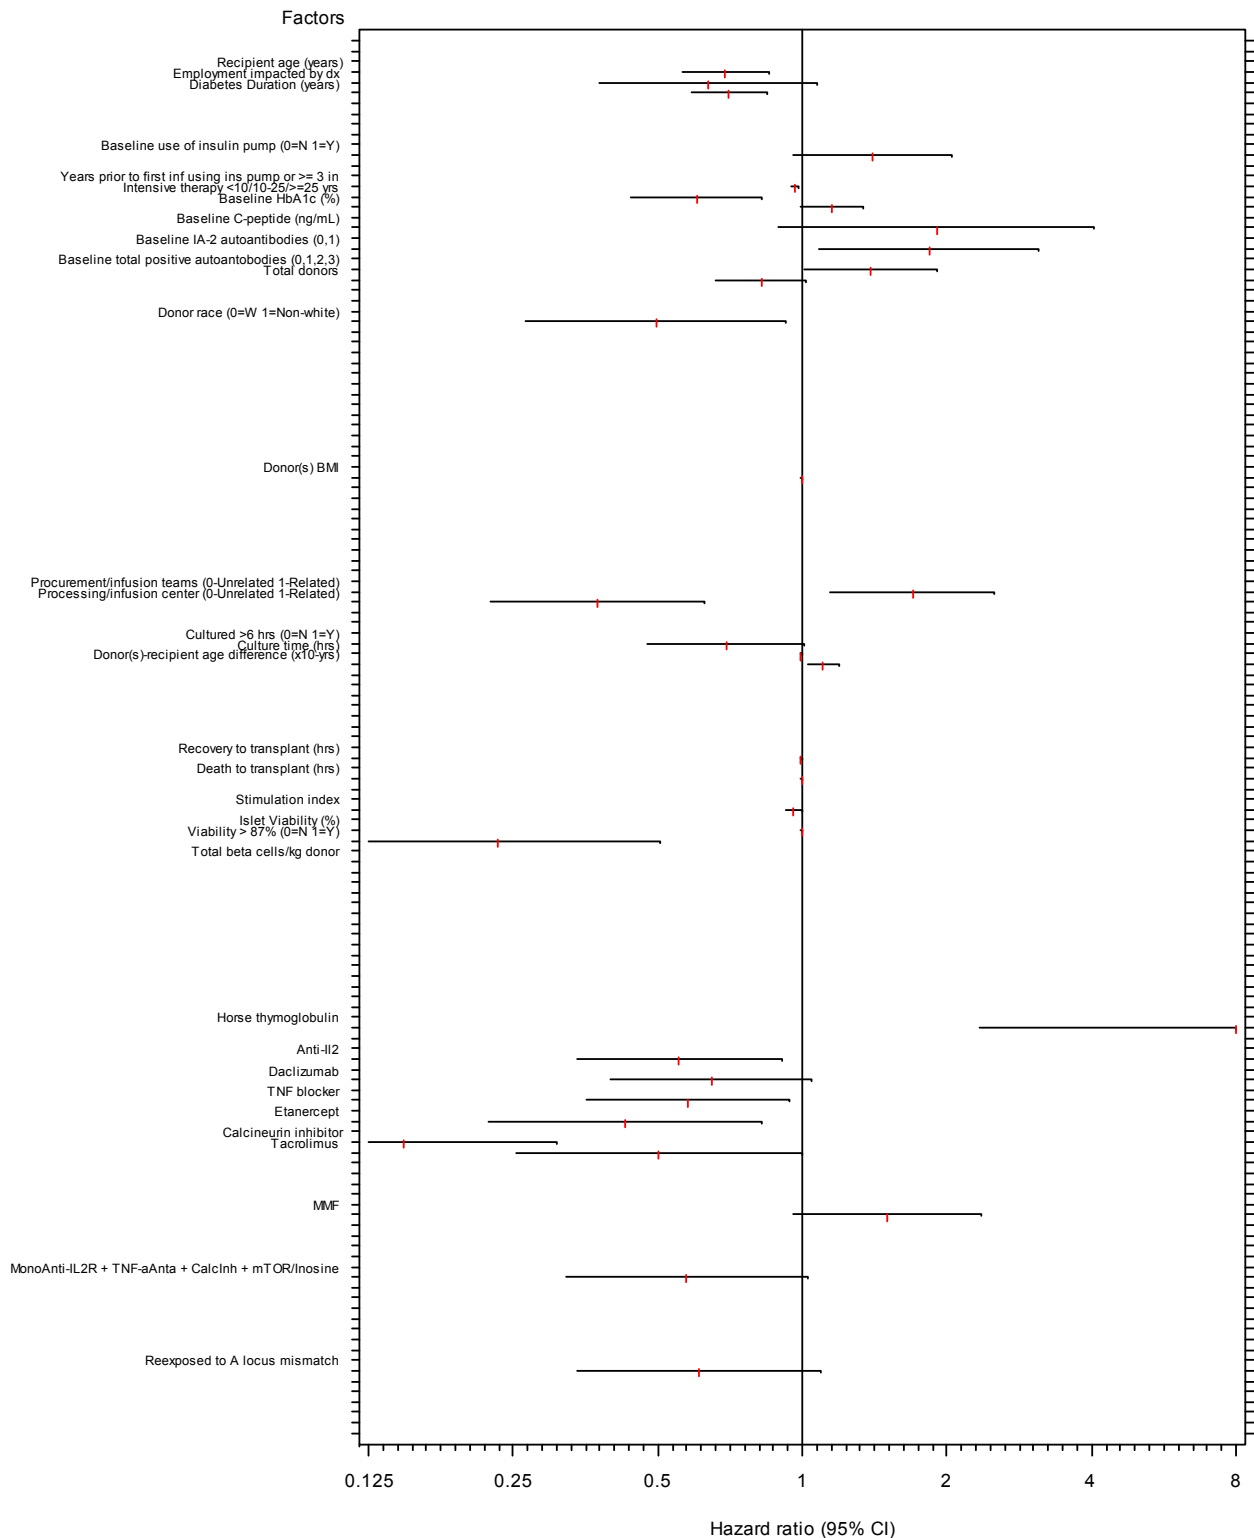 Factors
Recipient age (years)
Employment impacted by dx
Diabetes Duration (years)
Baseline use of insulin pump (0=N 1=Y)
Years prior to first inf using ins pump or >= 3 in
Intensive therapy <10/10-25/>=25 yrs
Baseline HbA1c (%)
Baseline C-peptide (ng/mL)
Baseline IA-2 autoantibodies (0,1)
Baseline total positive autoantobodies (0,1,2,3)
Total donors
Donor race (0=W 1=Non-white)
Donor(s) BMI
Procurement/infusion teams (0-Unrelated 1-Related)
Processing/infusion center (0-Unrelated 1-Related)
Cultured >6 hrs (0=N 1=Y)
Culture time (hrs)
Donor(s)-recipient age difference (x10-yrs)
Recovery to transplant (hrs)
Death to transplant (hrs)
Stimulation index
Islet Viability (%)
Viability > 87% (0=N 1=Y)
Total beta cells/kg donor
Horse thymoglobulin
Anti-Il2
Daclizumab
TNF blocker
Etanercept
Calcineurin inhibitor
Tacrolimus
MMF
MonoAnti-IL2R + TNF-aAnta + CalcInh + mTOR/Inosine
Reexposed to A locus mismatch
0.125 0.25 0.5 1 2 4 8
Hazard ratio (95% CI)